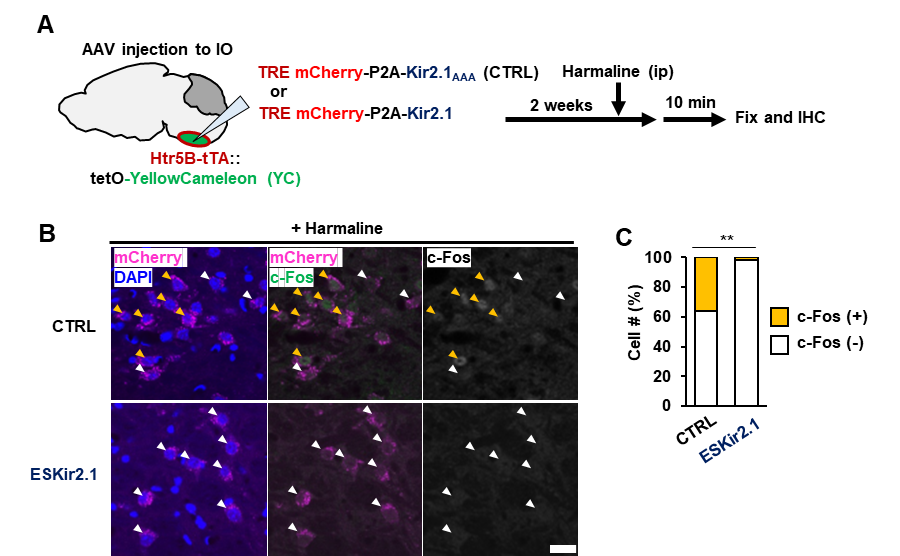 A
AAV injection to IO
TRE mCherry-P2A-Kir2.1AAA (CTRL)
or
TRE mCherry-P2A-Kir2.1
Htr5B-tTA::
tetO-YellowCameleon (YC)
Harmaline (ip)
2 weeks
10 min
Fix and IHC
B
+ Harmaline
mCherry
DAPI
mCherry
c-Fos
c-Fos
CTRL
ESKir2.1
C
**
Cell # (%)
100
80
60
40
20
0
CTRL
ESKir2.1
c-Fos (+)
c-Fos (-)